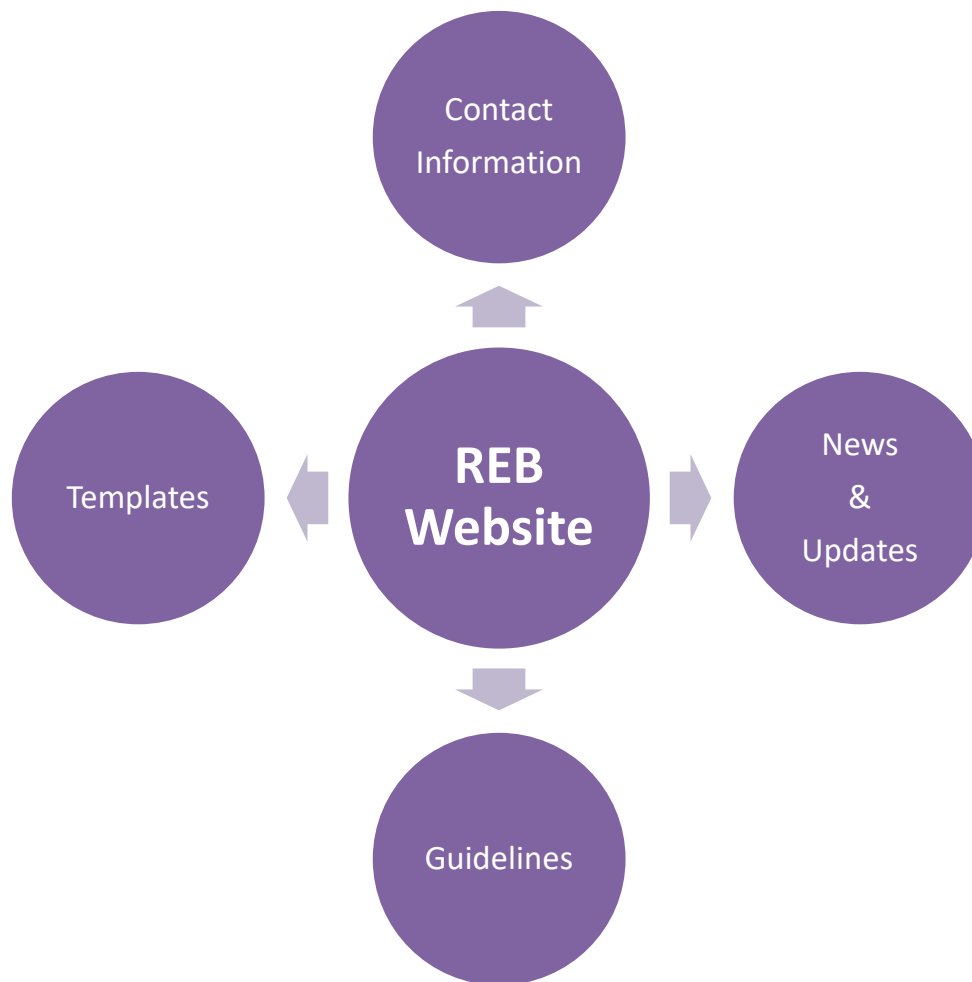 Contact
Information
Templates
REB
Website
News
&
Updates
Guidelines